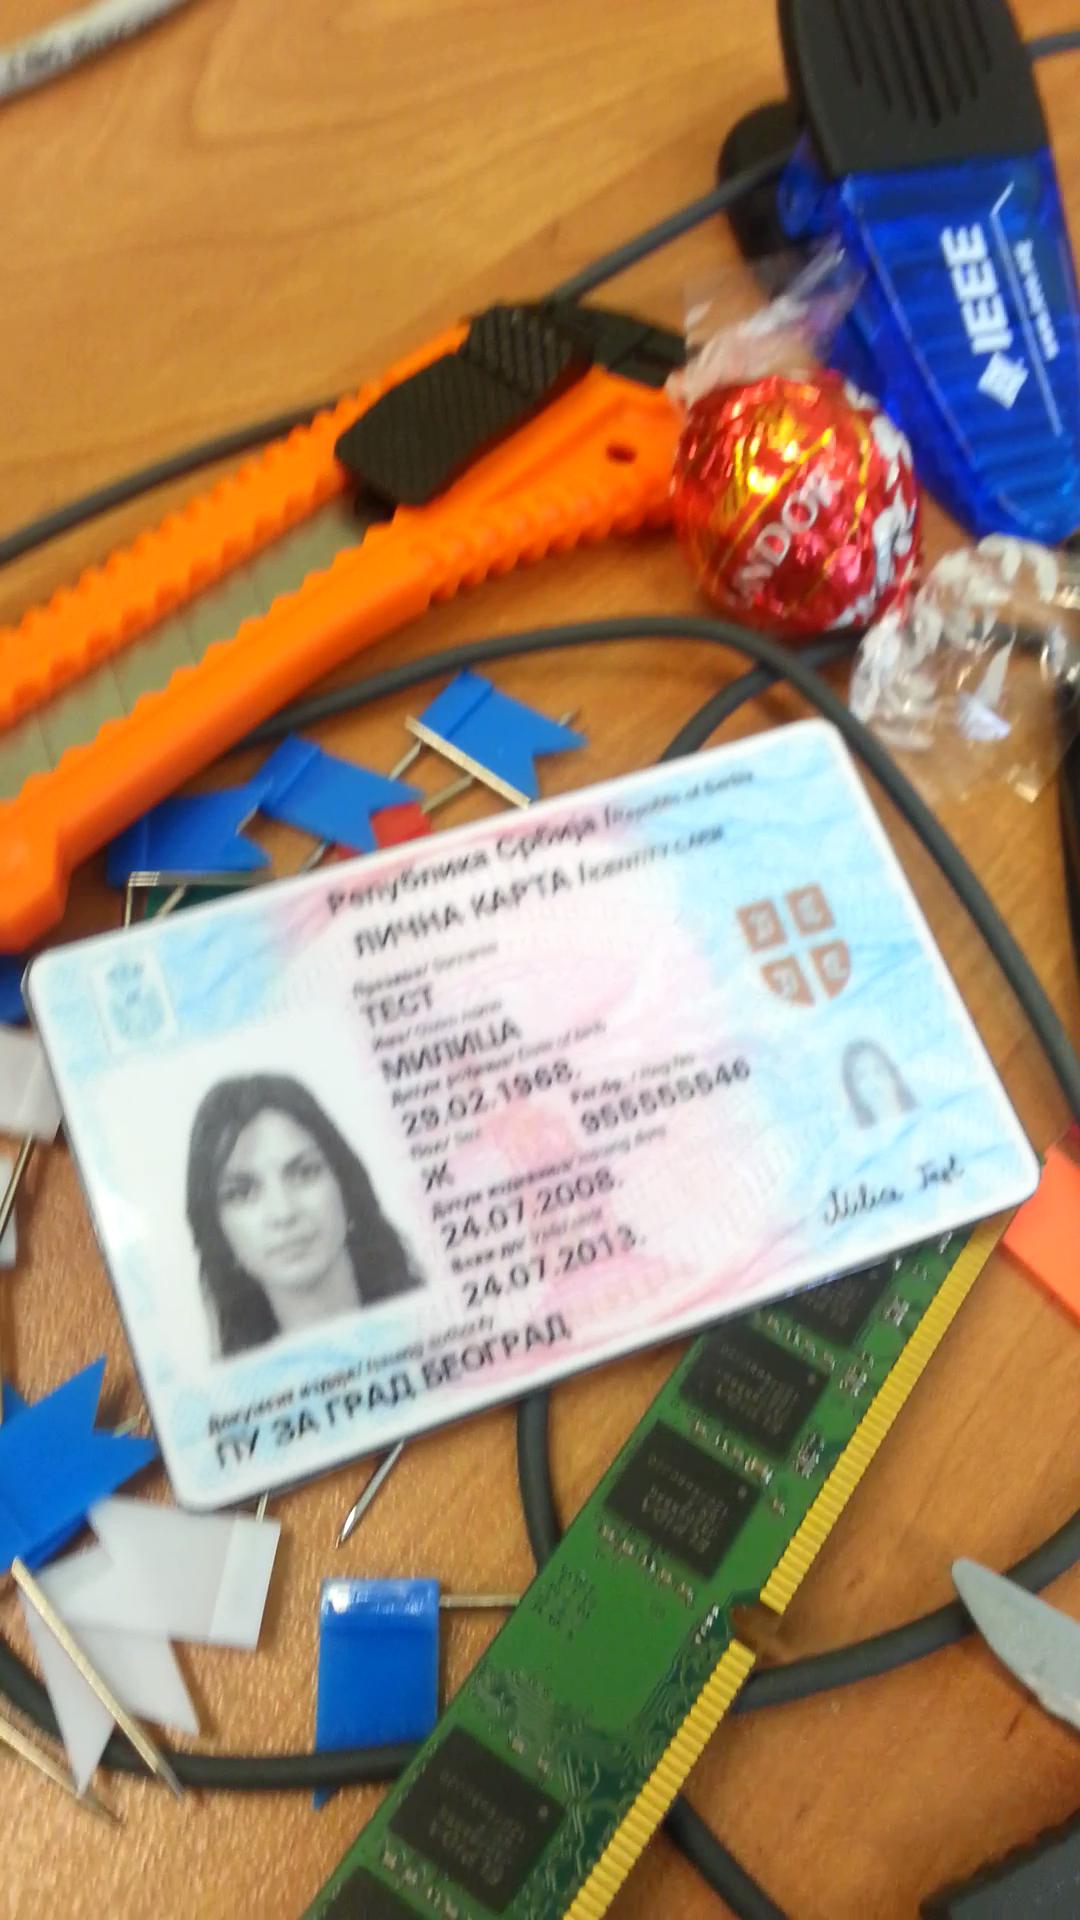 IEEE
LINDOR
Република Србија / Republic of Serbia
ЛИЧНА КАРТА / IDENTITY CARD
Презиме / Surname
ТЕСТ
Име / Given name
МИЛИЦА
Датум рођења / Date of birth
29.02.1968.
Пол / Sex
Рег.бр. / Reg.No.
Ж
955555546
Датум издавања / Issuing date
24.07.2008.
Важи до / Valid until
24.07.2013.
Документ издаје / Issuing authority
ПУ ЗА ГРАД БЕОГРАД
Milica Test